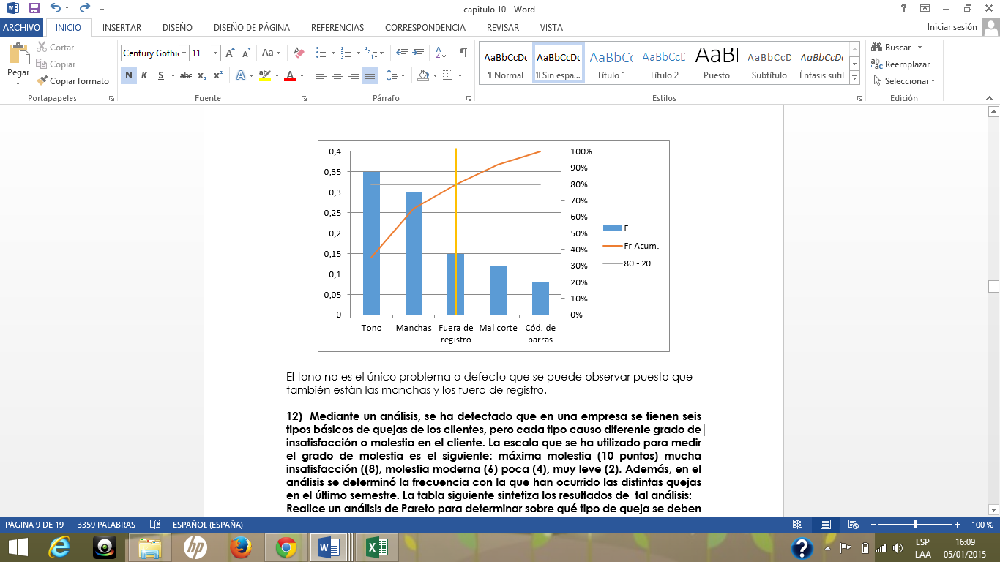 capitulo 10 - Word
ARCHIVO INICIO INSERTAR DISEÑO DISEÑO DE PÁGINA REFERENCIAS CORRESPONDENCIA REVISAR VISTA Iniciar sesión
Pegar
Cortar
Copiar
Copiar formato
Portapapeles
Century Gothi 11
N K S abc x₂ x²
Fuente
Párrafo
AaBbCcDc AaBbCcDc AaBbCc AaBbCcD AaB AaBbCcD AaBbCcDc
¶ Normal ¶ Sin espa... Título 1 Título 2 Puesto Subtítulo Énfasis sutil
Estilos
Buscar
Reemplazar
Seleccionar
Edición
0,4
0,35
0,3
0,25
0,2
0,15
0,1
0,05
0
100%
90%
80%
70%
60%
50%
40%
30%
20%
10%
0%
Tono Manchas Fuera de registro Mal corte Cód. de barras
F
Fr Acum.
80 - 20
El tono no es el único problema o defecto que se puede observar puesto que
también están las manchas y los fuera de registro.
12) Mediante un análisis, se ha detectado que en una empresa se tienen seis
tipos básicos de quejas de los clientes, pero cada tipo causo diferente grado de
insatisfacción o molestia en el cliente. La escala que se ha utilizado para medir
el grado de molestia es el siguiente: máxima molestia (10 puntos) mucha
insatisfacción ((8), molestia moderna (6) poca (4), muy leve (2). Además, en el
análisis se determinó la frecuencia con la que han ocurrido las distintas quejas
en el último semestre. La tabla siguiente sintetiza los resultados de tal análisis:
Realice un análisis de Pareto para determinar sobre qué tipo de queja se deben
PÁGINA 9 DE 19 3359 PALABRAS ESPAÑOL (ESPAÑA) 100 %
ESP
LAA
16:09
05/01/2015